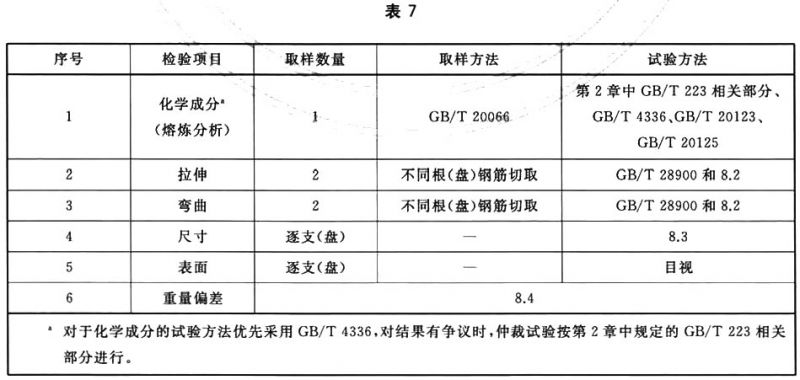 表 7
序号 检验项目 取样数量 取样方法 试验方法
1 化学成分ᵃ（熔炼分析） 1 GB/T 20066 第 2 章中 GB/T 223 相关部分、GB/T 4336、GB/T 20123、GB/T 20125
2 拉伸 2 不同根（盘）钢筋切取 GB/T 28900 和 8.2
3 弯曲 2 不同根（盘）钢筋切取 GB/T 28900 和 8.2
4 尺寸 逐支（盘） — 8.3
5 表面 逐支（盘） — 目视
6 重量偏差 8.4
ᵃ 对于化学成分的试验方法优先采用 GB/T 4336，对结果有争议时，仲裁试验按第 2 章中规定的 GB/T 223 相关
部分进行。